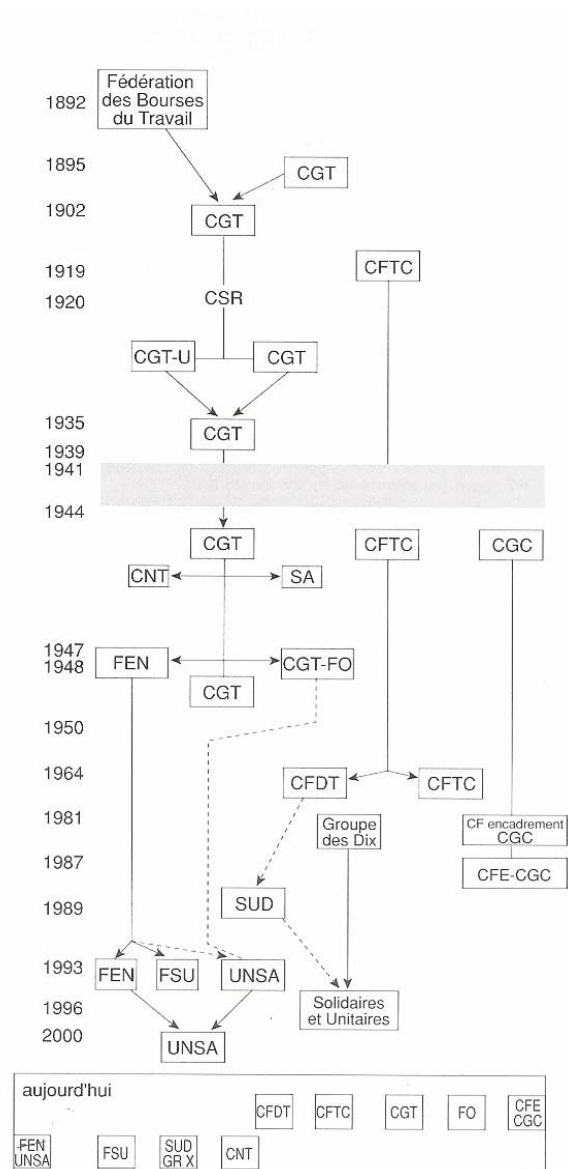 Fédération
des Bourses
du Travail
1892
1895
CGT
1902
CGT
1919
CFTC
1920
CSR
CGT-U
CGT
1935
CGT
1939
1941
1944
CGT
CFTC
CGC
CNT
SA
1947
1948
FEN
CGT-FO
CGT
1950
1964
CFDT
CFTC
1981
Groupe
des Dix
CF encadrement
CGC
1987
CFE-CGC
1989
SUD
1993
FEN
FSU
UNSA
1996
Solidaires
et Unitaires
2000
UNSA
aujourd'hui
CFDT
CFTC
CGT
FO
CFE
CGC
FEN
UNSA
FSU
SUD
GR X
CNT